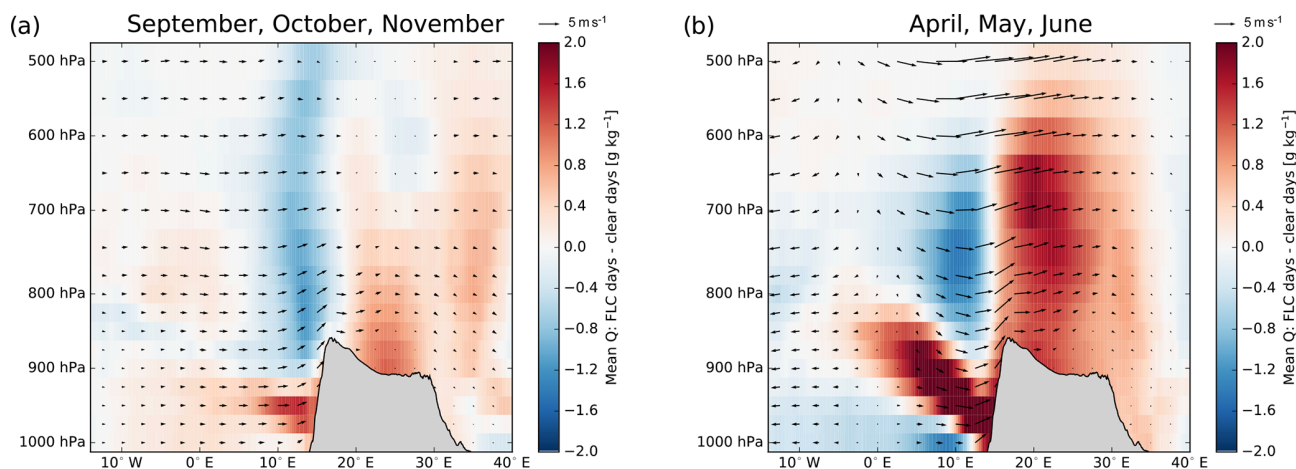 (a)
September, October, November
5 m s⁻¹
500 hPa
600 hPa
700 hPa
800 hPa
900 hPa
1000 hPa
10° W
0° E
10° E
20° E
30° E
40° E
2.0
1.6
1.2
0.8
0.4
0.0
−0.4
−0.8
−1.2
−1.6
−2.0
Mean Q: FLC days - clear days [g kg⁻¹]
(b)
April, May, June
5 m s⁻¹
500 hPa
600 hPa
700 hPa
800 hPa
900 hPa
1000 hPa
10° W
0° E
10° E
20° E
30° E
40° E
2.0
1.6
1.2
0.8
0.4
0.0
−0.4
−0.8
−1.2
−1.6
−2.0
Mean Q: FLC days - clear days [g kg⁻¹]